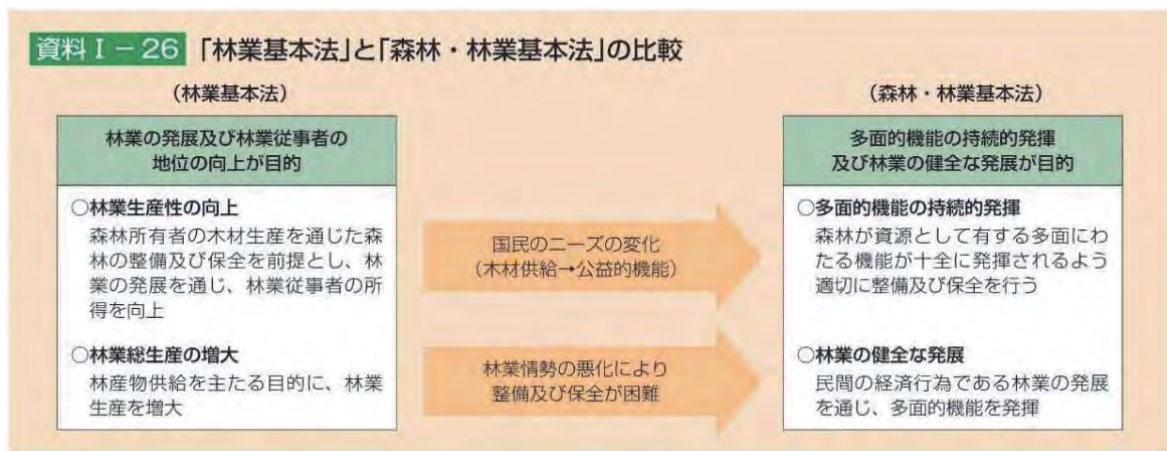 資料Ⅰ－26 「林業基本法」と「森林・林業基本法」の比較
（林業基本法）
林業の発展及び林業従事者の
地位の向上が目的
○林業生産性の向上
森林所有者の木材生産を通じた森
林の整備及び保全を前提とし、林
業の発展を通じ、林業従事者の所
得を向上
○林業総生産の増大
林産物供給を主たる目的に、林業
生産を増大
国民のニーズの変化
（木材供給→公益的機能）
林業情勢の悪化により
整備及び保全が困難
（森林・林業基本法）
多面的機能の持続的発揮
及び林業の健全な発展が目的
○多面的機能の持続的発揮
森林が資源として有する多面にわ
たる機能が十全に発揮されるよう
適切に整備及び保全を行う
○林業の健全な発展
民間の経済行為である林業の発展
を通じ、多面的機能を発揮